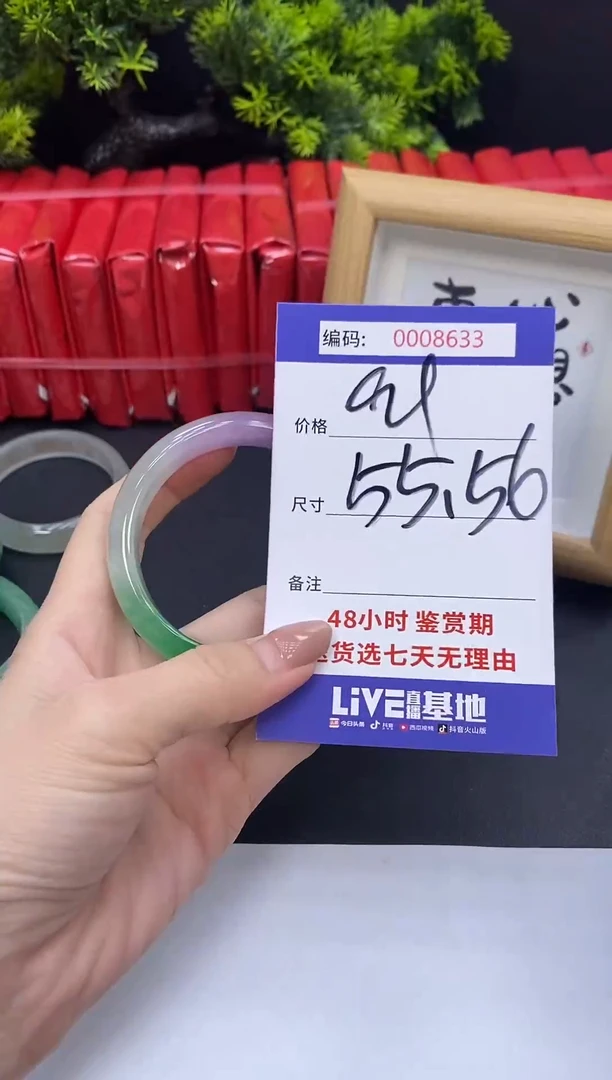 编码: 0008633
价格
尺寸 55.56
备注
48小时 鉴赏期
货选七天无理由
LiVE直播基地
今日头条 抖音 西瓜视频 抖音火山版